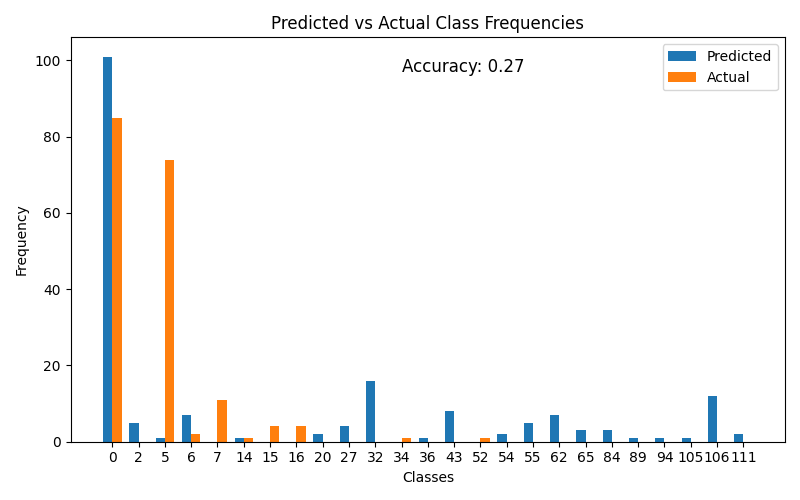 Predicted vs Actual Class Frequencies
Accuracy: 0.27
Predicted
Actual
Frequency
100
80
60
40
20
0
0 2 5 6 7 14 15 16 20 27 32 34 36 43 52 54 55 62 65 84 89 94 105 106 111
Classes